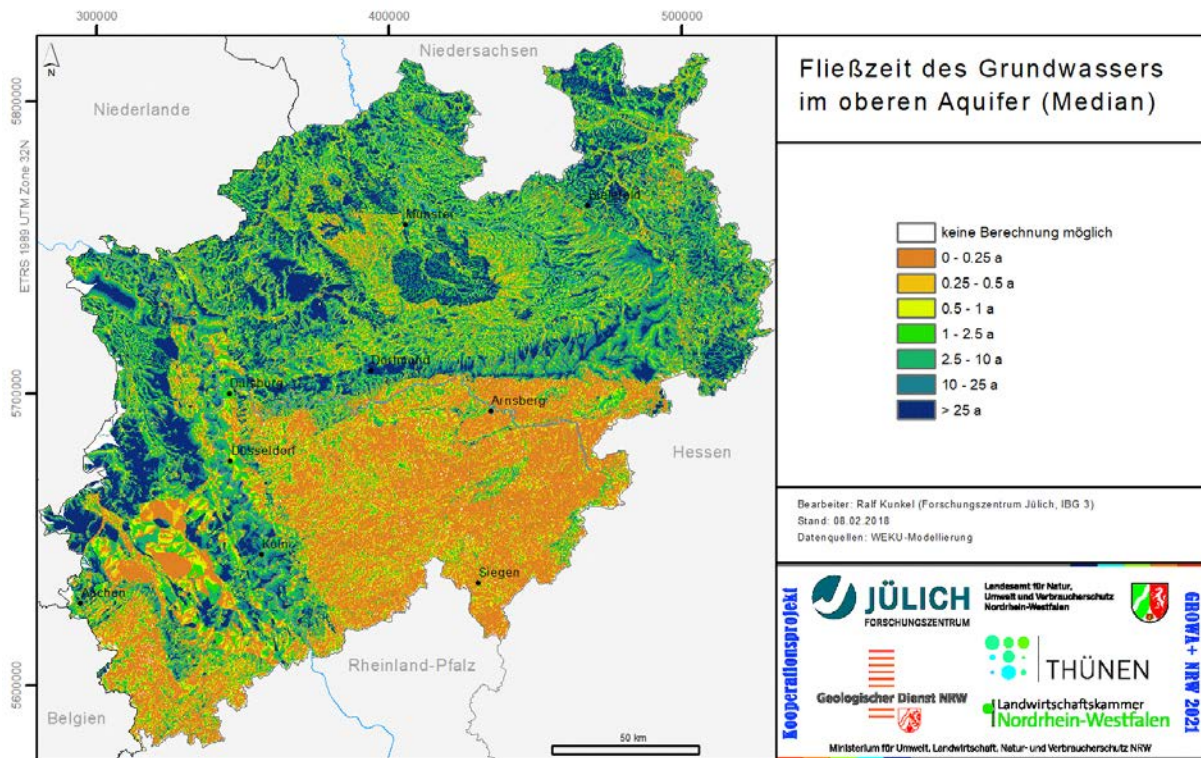 300000
400000
500000
5800000
5700000
5600000
ETRS 1989 UTM Zone 32N
N
Niedersachsen
Niederlande
Bielefeld
Münster
Dortmund
Duisburg
Arnsberg
Düsseldorf
Hessen
Köln
Siegen
Aachen
Rheinland-Pfalz
Belgien
50 km
Fließzeit des Grundwassers
im oberen Aquifer (Median)
keine Berechnung möglich
0 - 0.25 a
0.25 - 0.5 a
0.5 - 1 a
1 - 2.5 a
2.5 - 10 a
10 - 25 a
> 25 a
Bearbeiter: Ralf Kunkel (Forschungszentrum Jülich, IBG 3)
Stand: 08.02.2018
Datenquellen: WEKU-Modellierung
Kooperationsprojekt
JÜLICH
FORSCHUNGSZENTRUM
Landesamt für Natur,
Umwelt und Verbraucherschutz
Nordrhein-Westfalen
THÜNEN
Geologischer Dienst NRW
Landwirtschaftskammer
Nordrhein-Westfalen
GROWA+ NRW 2021
Ministerium für Umwelt, Landwirtschaft, Natur- und Verbraucherschutz NRW